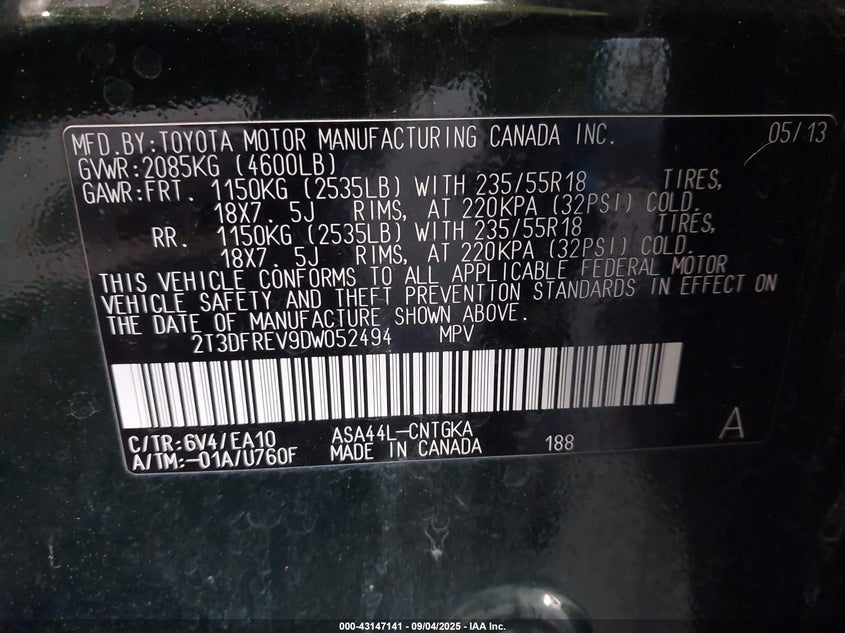 MFD.BY:TOYOTA MOTOR MANUFACTURING CANADA INC. 05/13
GVWR:2085KG (4600LB)
GAWR:FRT. 1150KG (2535LB) WITH 235/55R18 TIRES,
18X7. 5J RIMS, AT 220KPA (32PSI) COLD.
RR. 1150KG (2535LB) WITH 235/55R18 TIRES,
18X7. 5J RIMS, AT 220KPA (32PSI) COLD.
THIS VEHICLE CONFORMS TO ALL APPLICABLE FEDERAL MOTOR
VEHICLE SAFETY AND THEFT PREVENTION STANDARDS IN EFFECT ON
THE DATE OF MANUFACTURE SHOWN ABOVE.
2T3DFREV9DW052494 MPV
C/TR:6V4/EA10 ASA44L-CNTGKA
A/TM:-01A/U760F MADE IN CANADA 188 A
000-43147141 - 09/04/2025 - IAA Inc.